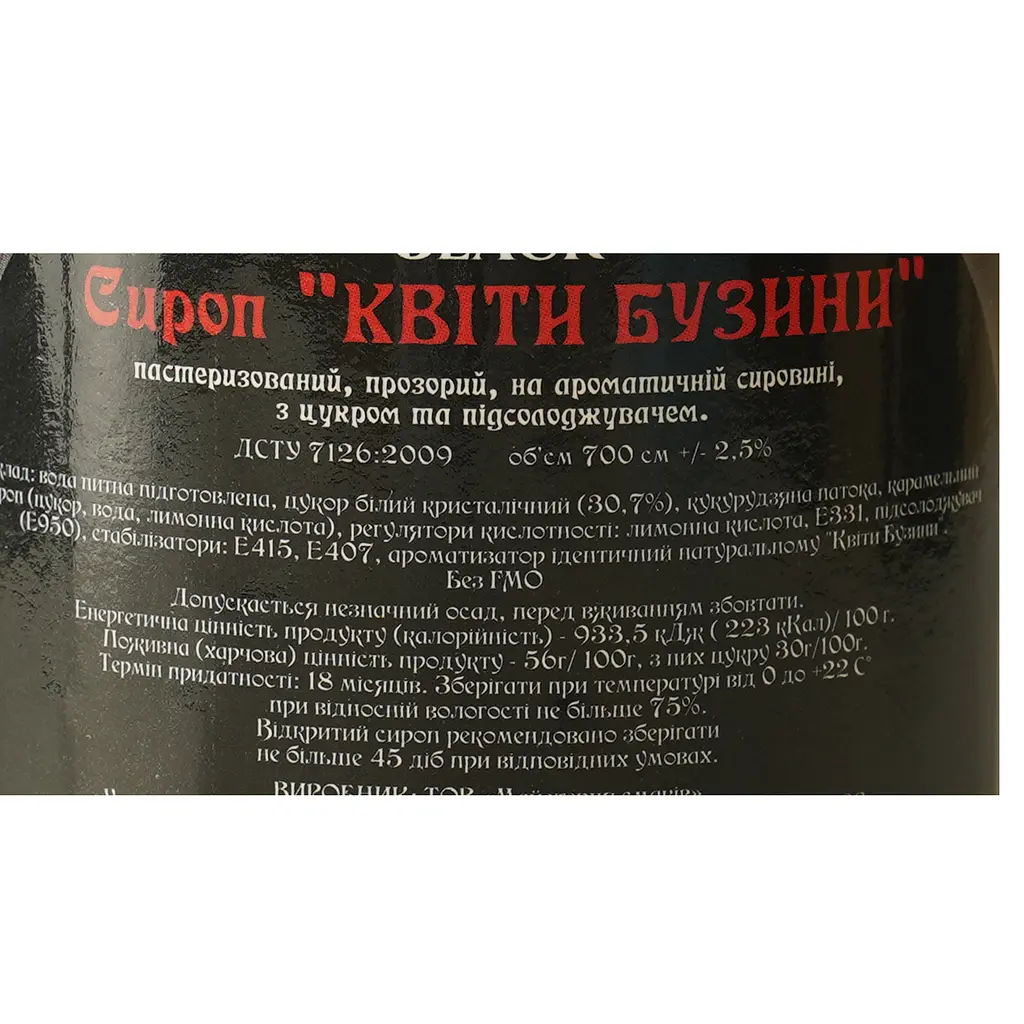 Сироп "КВІТИ БУЗИНИ"
пастеризований, прозорий, на ароматичній сировині,
з цукром та підсолоджувачем.
ДСТУ 7126:2009 об'єм 700 см +/- 2,5%
вода питна підготовлена, цукор білий кристалічний (30,7%), кукурудзяна патока, карамельний
(цукор, вода, лимонна кислота), регулятори кислотності: лимонна кислота, Е331, підсолоджувач
(Е950), стабілізатори: Е415, Е407, ароматизатор ідентичний натуральному "Квіти Бузини".
Без ГМО
Допускається незначний осад, перед вживанням збовтати.
Енергетична цінність продукту (калорійність) - 933,5 кДж ( 223 кКал)/ 100 г.
Поживна (харчова) цінність продукту - 56г/ 100г, з них цукру 30г/100г.
Термін придатності: 18 місяців. Зберігати при температурі від 0 до +22 С°
при відносній вологості не більше 75%.
Відкритий сироп рекомендовано зберігати
не більше 45 діб при відповідних умовах.
ВИРОБНИК: ТОВ